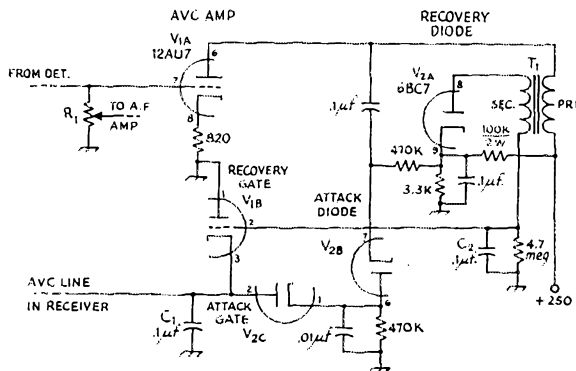 AVC AMP
V1A
12AU7
6
7
8
FROM DET.
R1
TO A.F
AMP
820
RECOVERY
GATE
V1B
1
2
3
AVC LINE
IN RECEIVER
C1
.1µf
2
ATTACK
GATE
V2C
1
.01µf
470K
ATTACK
DIODE
V2B
7
6
.1µf
470K
RECOVERY
DIODE
V2A
6BC7
8
9
3.3K
.1µf
100K
2W
T1
SEC.
PRI
C2
.1µf
4.7
meg
+250